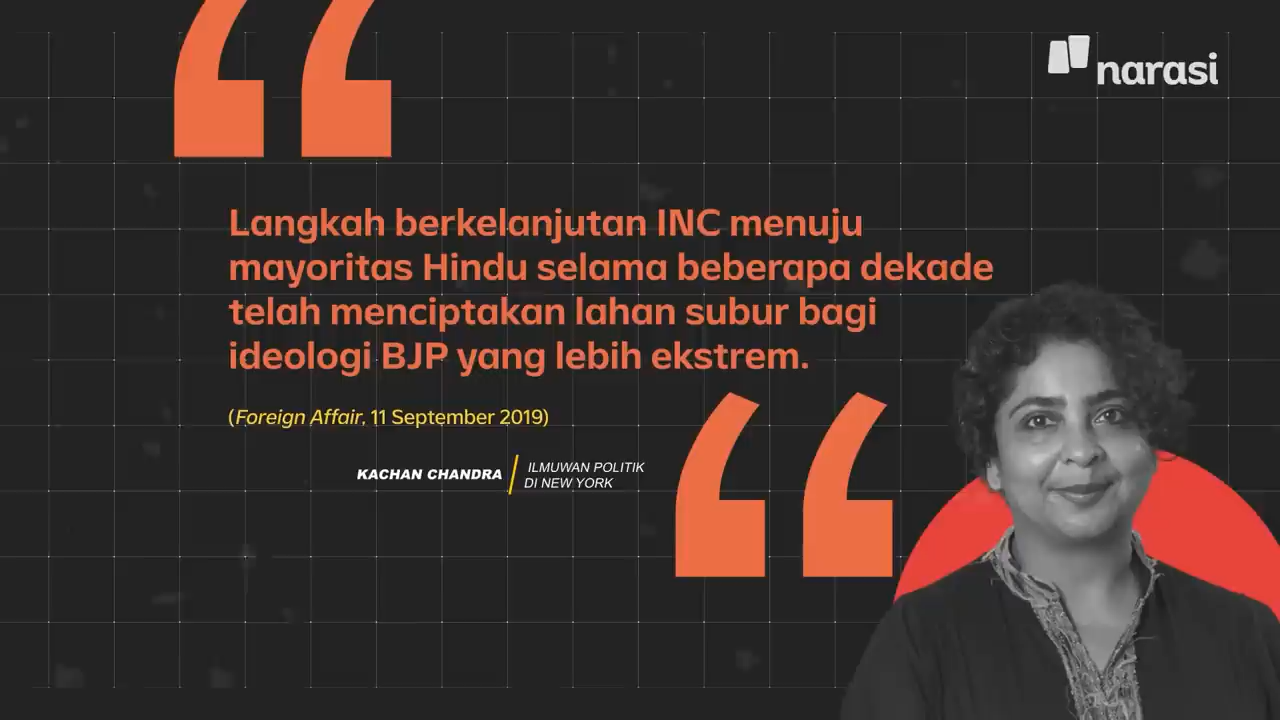 narasi
Langkah berkelanjutan INC menuju
mayoritas Hindu selama beberapa dekade
telah menciptakan lahan subur bagi
ideologi BJP yang lebih ekstrem.
(Foreign Affair, 11 September 2019)
KACHAN CHANDRA
ILMUWAN POLITIK
DI NEW YORK